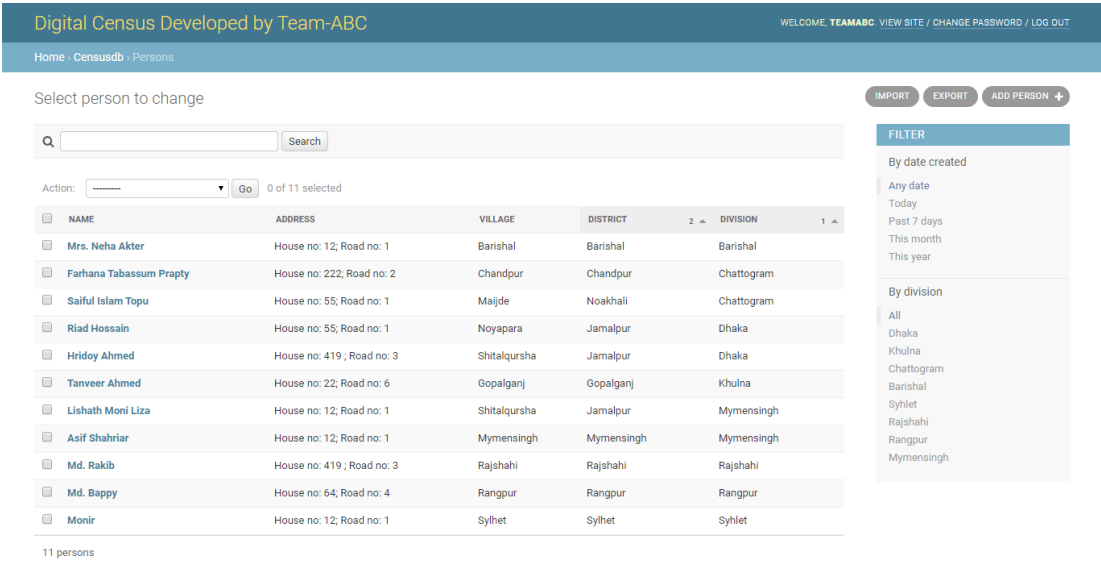 Digital Census Developed by Team-ABC
WELCOME, TEAMABC. VIEW SITE / CHANGE PASSWORD / LOG OUT
Home › Censusdb › Persons
Select person to change
IMPORT EXPORT ADD PERSON +
Search
Action: --------- Go 0 of 11 selected
NAME ADDRESS VILLAGE DISTRICT 2 DIVISION 1
Mrs. Neha Akter House no: 12; Road no: 1 Barishal Barishal Barishal
Farhana Tabassum Prapty House no: 222; Road no: 2 Chandpur Chandpur Chattogram
Saiful Islam Topu House no: 55; Road no: 1 Maijde Noakhali Chattogram
Riad Hossain House no: 55; Road no: 1 Noyapara Jamalpur Dhaka
Hridoy Ahmed House no: 419 ; Road no: 3 Shitalqursha Jamalpur Dhaka
Tanveer Ahmed House no: 22; Road no: 6 Gopalganj Gopalganj Khulna
Lishath Moni Liza House no: 12; Road no: 1 Shitalqursha Jamalpur Mymensingh
Asif Shahriar House no: 12; Road no: 1 Mymensingh Mymensingh Mymensingh
Md. Rakib House no: 419 ; Road no: 3 Rajshahi Rajshahi Rajshahi
Md. Bappy House no: 64; Road no: 4 Rangpur Rangpur Rangpur
Monir House no: 12; Road no: 1 Sylhet Sylhet Syhlet
11 persons
FILTER
By date created
Any date
Today
Past 7 days
This month
This year
By division
All
Dhaka
Khulna
Chattogram
Barishal
Syhlet
Rajshahi
Rangpur
Mymensingh